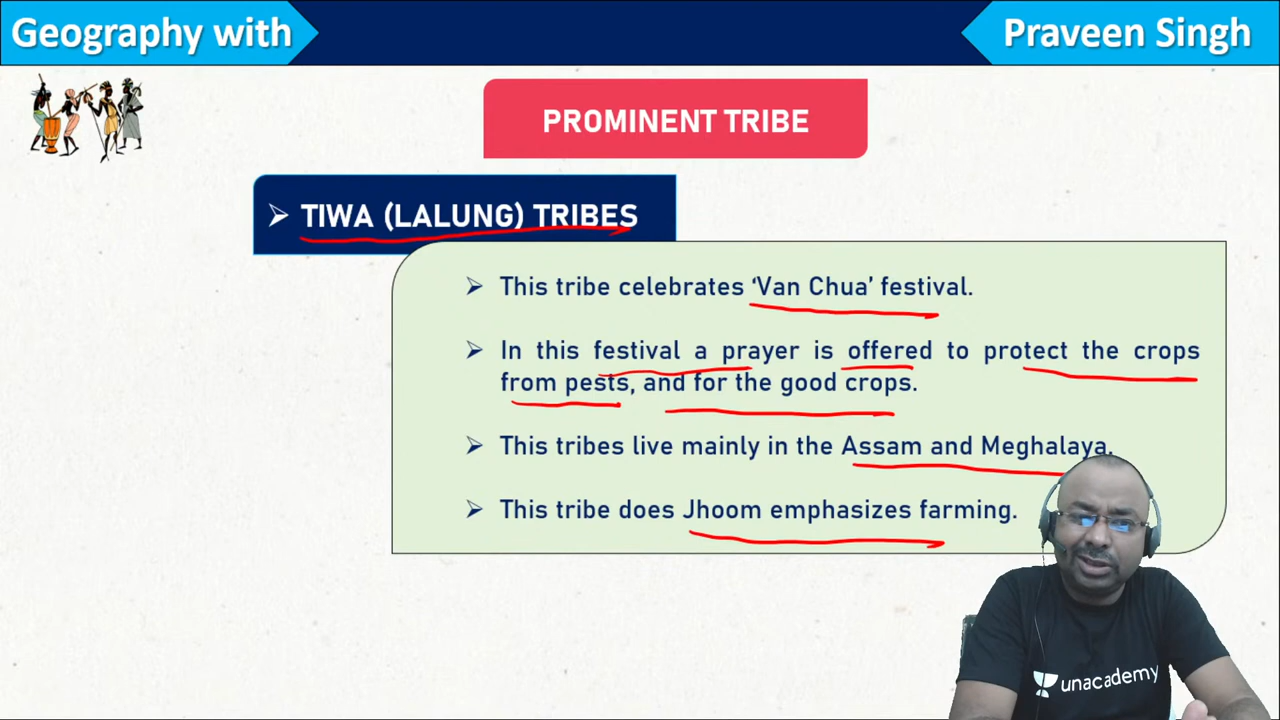 Geography with
Praveen Singh
PROMINENT TRIBE
➢ TIWA (LALUNG) TRIBES
➢ This tribe celebrates ‘Van Chua’ festival.
➢ In this festival a prayer is offered to protect the crops
from pests, and for the good crops.
➢ This tribes live mainly in the Assam and Meghalaya.
➢ This tribe does Jhoom emphasizes farming.
unacademy